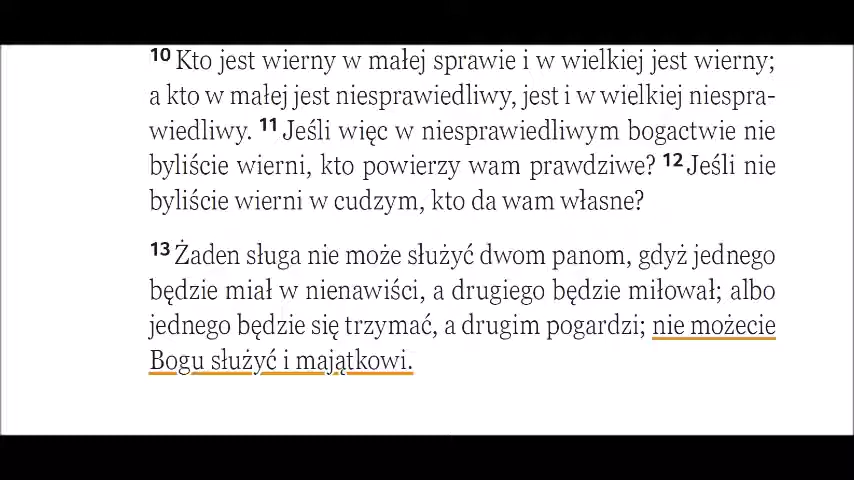 10 Kto jest wierny w małej sprawie i w wielkiej jest wierny;
a kto w małej jest niesprawiedliwy, jest i w wielkiej niespra-
wiedliwy. 11 Jeśli więc w niesprawiedliwym bogactwie nie
byliście wierni, kto powierzy wam prawdziwe? 12 Jeśli nie
byliście wierni w cudzym, kto da wam własne?
13 Żaden sługa nie może służyć dwom panom, gdyż jednego
będzie miał w nienawiści, a drugiego będzie miłował; albo
jednego będzie się trzymać, a drugim pogardzi; nie możecie
Bogu służyć i majątkowi.